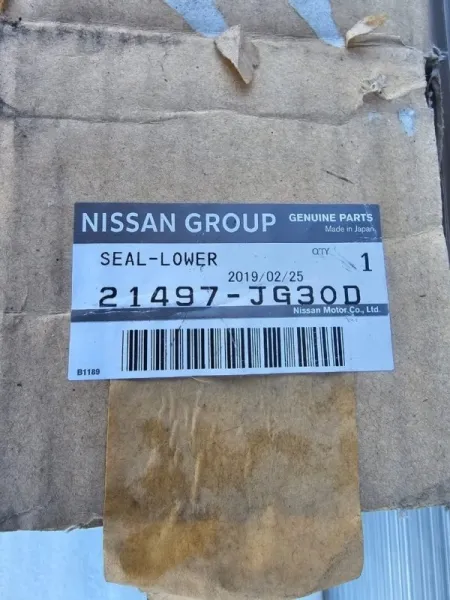 NISSAN GROUP GENUINE PARTS
Made in Japan
SEAL-LOWER QTY 1
2019/02/25
21497-JG30D
Nissan Motor Co., Ltd.
B1189